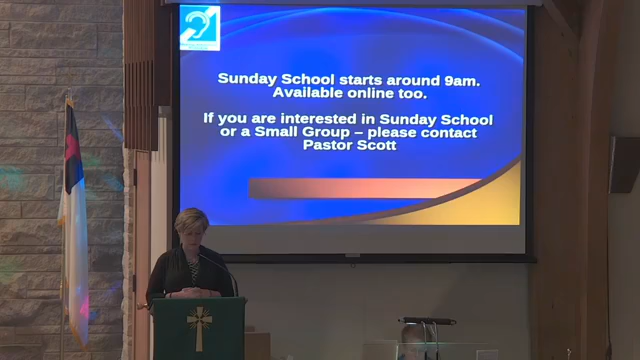 Sunday School starts around 9am.
Available online too.
If you are interested in Sunday School
or a Small Group – please contact
Pastor Scott